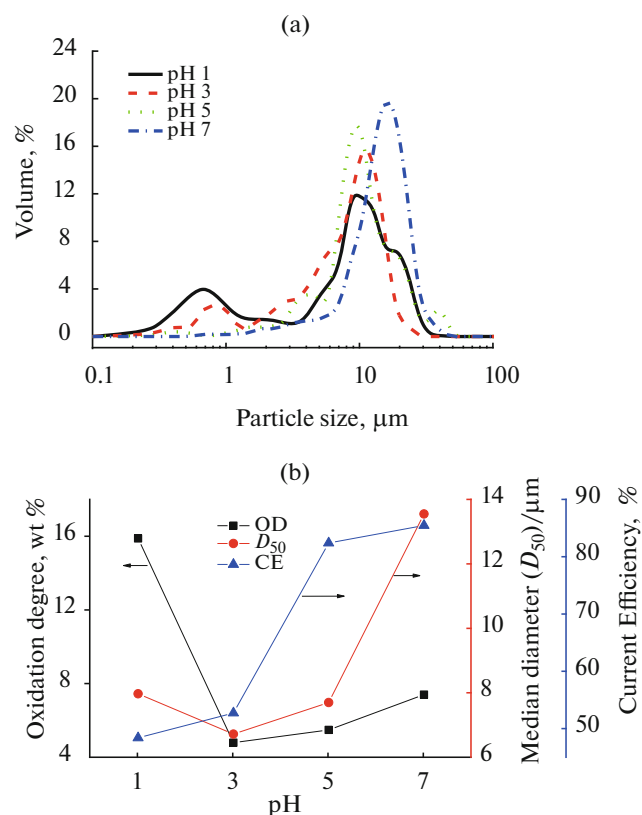 (a)
24
20
16
12
8
4
0
Volume, %
pH 1
pH 3
pH 5
pH 7
0.1 1 10 100
Particle size, μm
(b)
16
12
8
4
Oxidation degree, wt %
OD
D50
CE
14
12
10
8
6
Median diameter (D50)/μm
90
80
70
60
50
Current Efficiency, %
1 3 5 7
pH